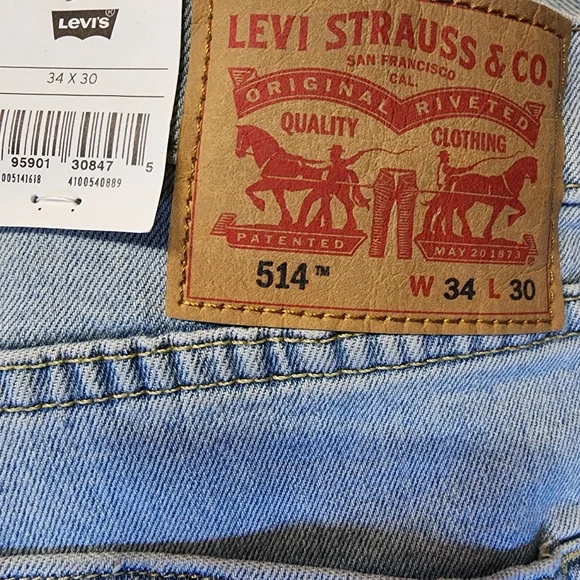 LEVI'S®
34 X 30
95901 30847 5
005141618 4100540889
LEVI STRAUSS & CO.
SAN FRANCISCO
CAL.
ORIGINAL RIVETED
QUALITY CLOTHING
PATENTED MAY 20 1873
514™ W 34 L 30